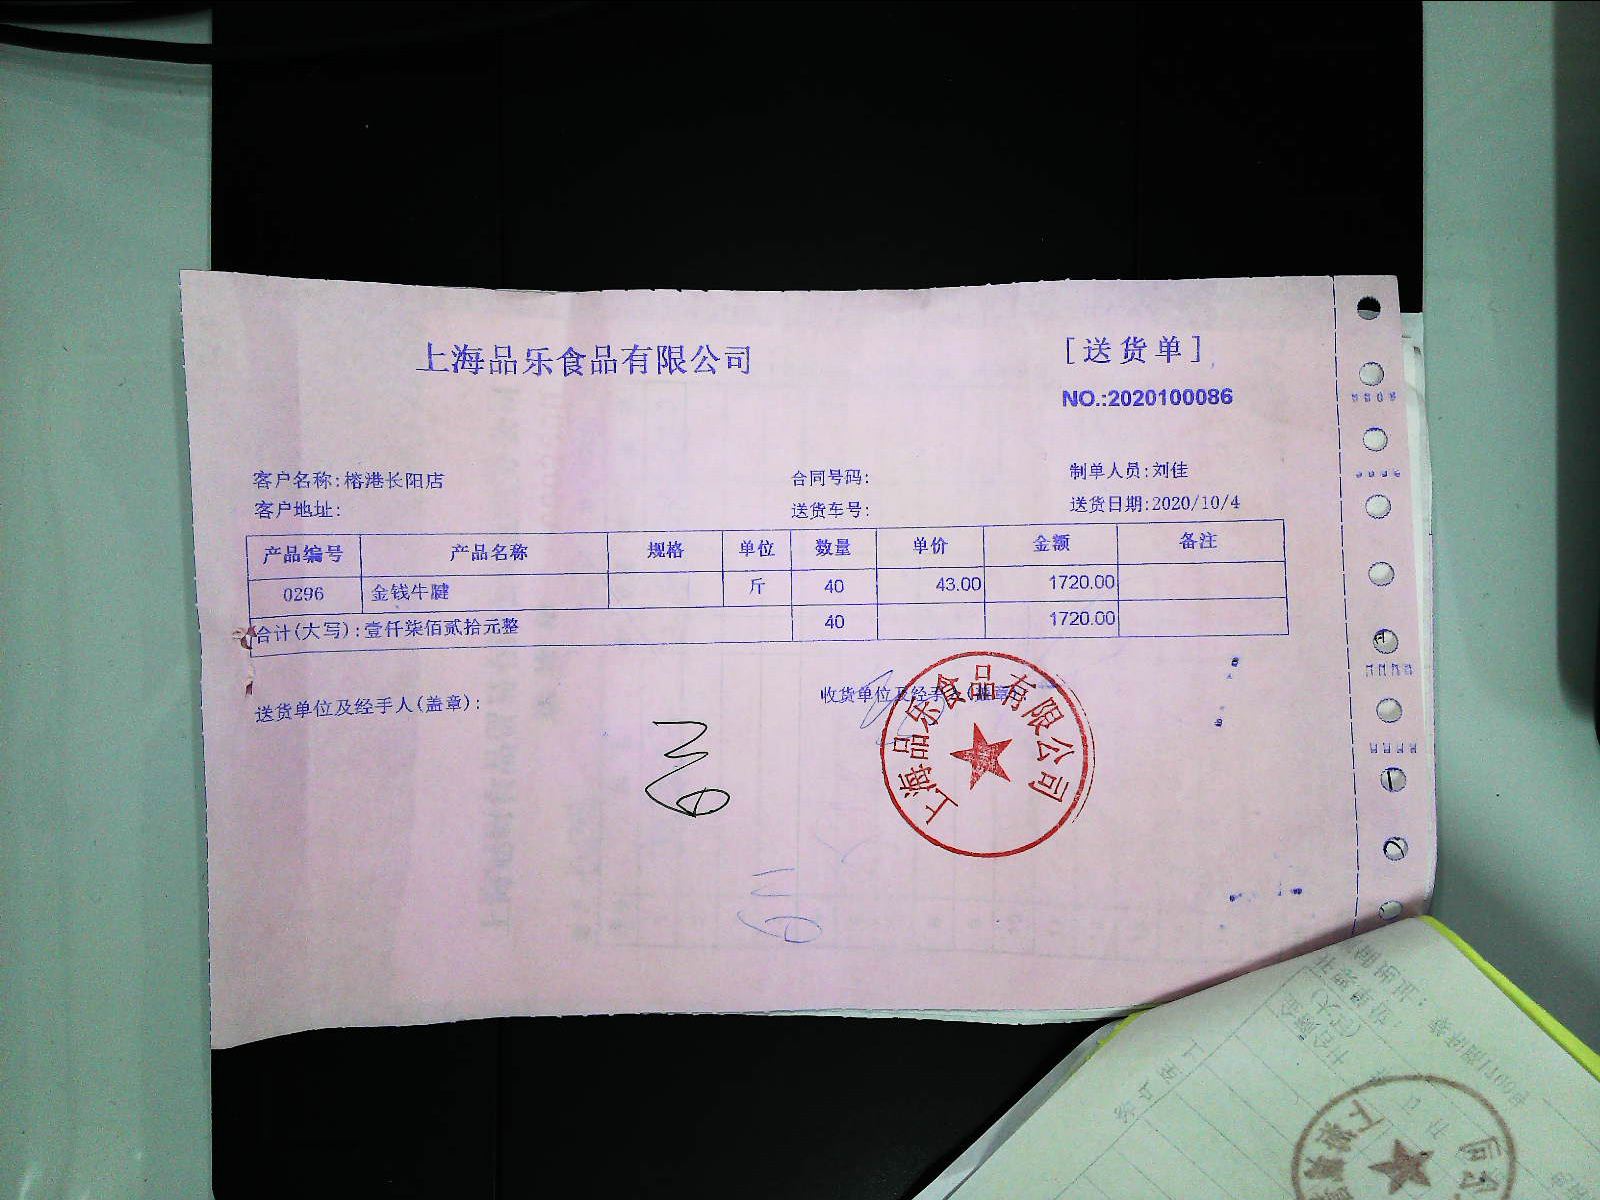 上海品乐食品有限公司
[送货单]
NO.:2020100086
客户名称:榕港长阳店 合同号码: 制单人员:刘佳
客户地址: 送货车号: 送货日期:2020/10/4
产品编号 产品名称 规格 单位 数量 单价 金额 备注
0296 金钱牛腱 斤 40 43.00 1720.00
合计(大写):壹仟柒佰贰拾元整 40 1720.00
送货单位及经手人(盖章): 收货单位及经手人(盖章):
上海品乐食品有限公司